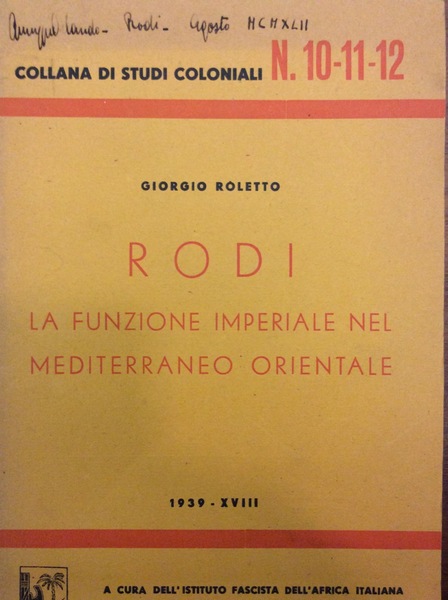 Rodi - Agosto MCMXLII
COLLANA DI STUDI COLONIALI N. 10-11-12
GIORGIO ROLETTO
RODI
LA FUNZIONE IMPERIALE NEL
MEDITERRANEO ORIENTALE
1939 - XVIII
A CURA DELL'ISTITUTO FASCISTA DELL'AFRICA ITALIANA